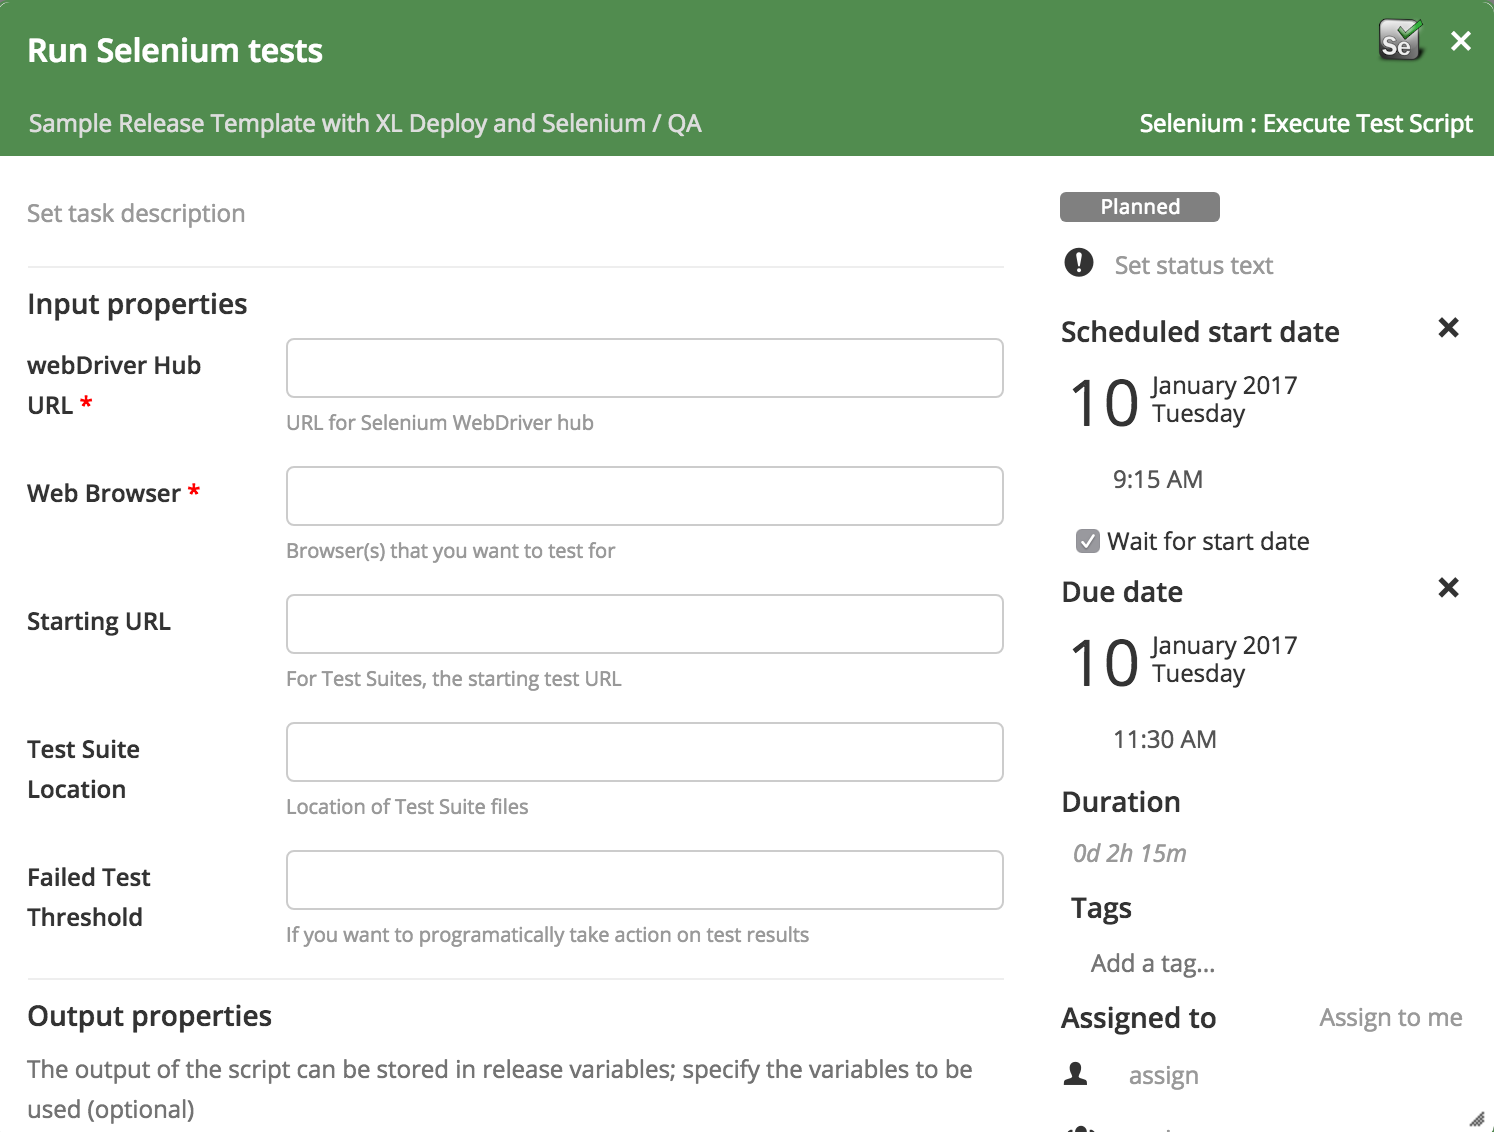 Run Selenium tests
Se
Sample Release Template with XL Deploy and Selenium / QA
Selenium : Execute Test Script
Set task description
Input properties
webDriver Hub
URL *
URL for Selenium WebDriver hub
Web Browser *
Browser(s) that you want to test for
Starting URL
For Test Suites, the starting test URL
Test Suite
Location
Location of Test Suite files
Failed Test
Threshold
If you want to programatically take action on test results
Output properties
The output of the script can be stored in release variables; specify the variables to be
used (optional)
Planned
Set status text
Scheduled start date
10
January 2017
Tuesday
9:15 AM
Wait for start date
Due date
10
January 2017
Tuesday
11:30 AM
Duration
0d 2h 15m
Tags
Add a tag...
Assigned to
Assign to me
assign